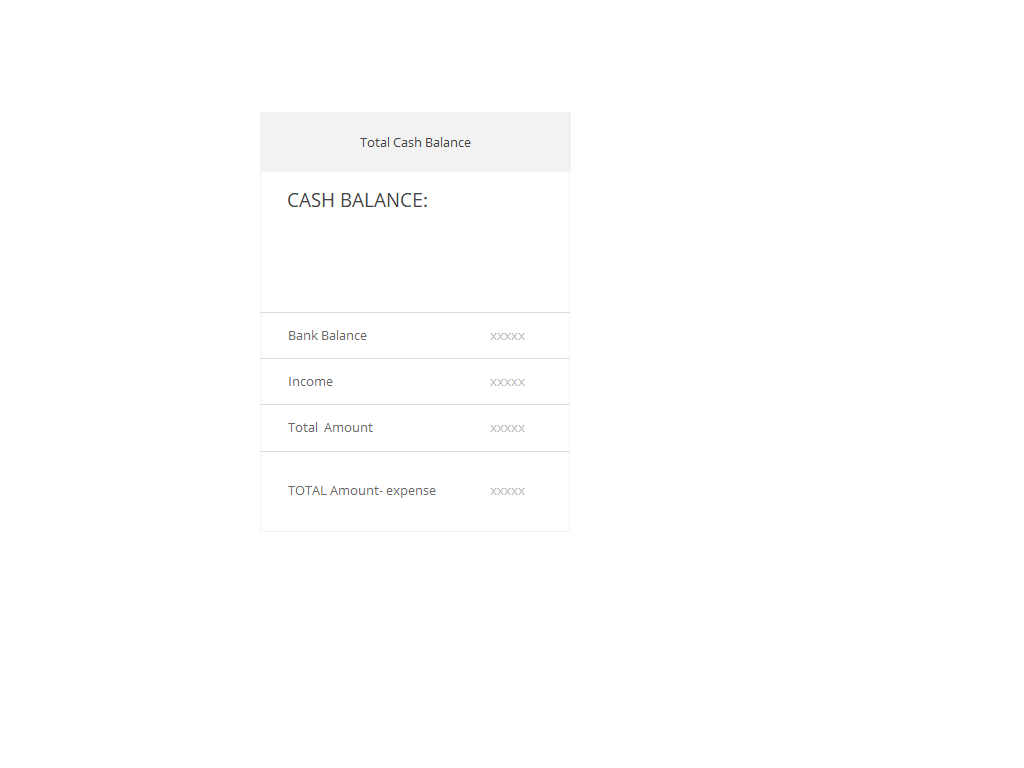 Total Cash Balance
CASH BALANCE:
Bank Balance xxxxx
Income xxxxx
Total  Amount xxxxx
TOTAL Amount- expense xxxxx